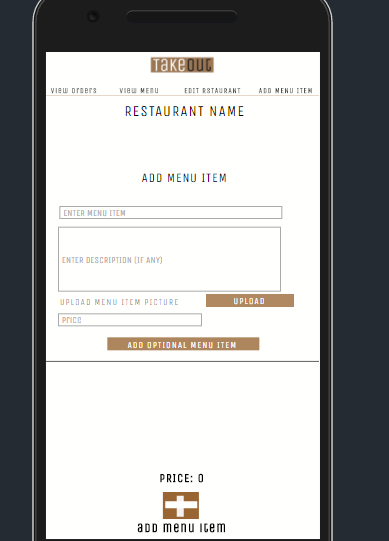 Takeout
View Orders View Menu EDIT RSTAURANT ADD MENU ITEM
RESTAURANT NAME
ADD MENU ITEM
ENTER MENU ITEM
ENTER DESCRIPTION (IF ANY)
UPLOAD MENU ITEM PICTURE UPLOAD
Price
ADD OPTIONAL MENU ITEM
PRICE: 0
add menu item